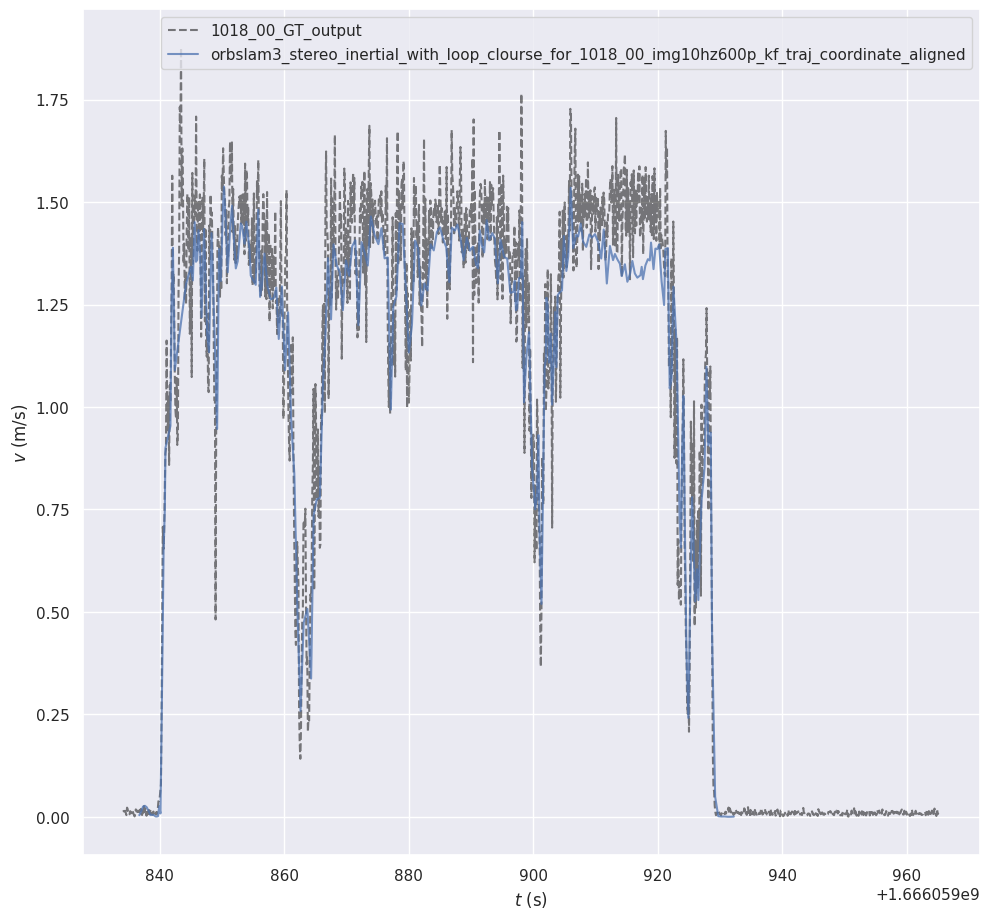 1018_00_GT_output
orbslam3_stereo_inertial_with_loop_clourse_for_1018_00_img10hz600p_kf_traj_coordinate_aligned
1.75
1.50
1.25
1.00
0.75
0.50
0.25
0.00
v (m/s)
840 860 880 900 920 940 960
t (s)
+1.666059e9